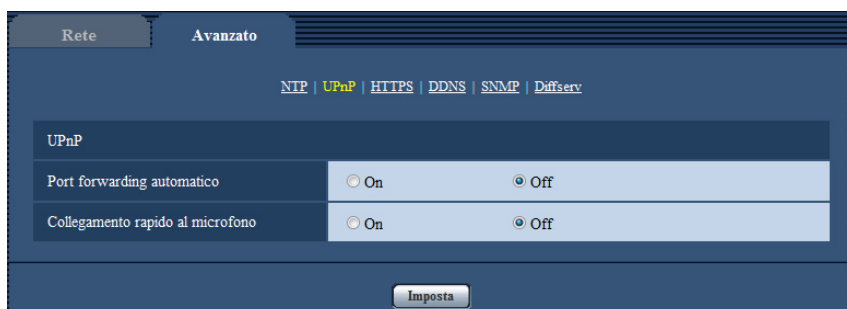 Rete
Avanzato
NTP | UPnP | HTTPS | DDNS | SNMP | Diffserv
UPnP
Port forwarding automatico On Off
Collegamento rapido al microfono On Off
Imposta